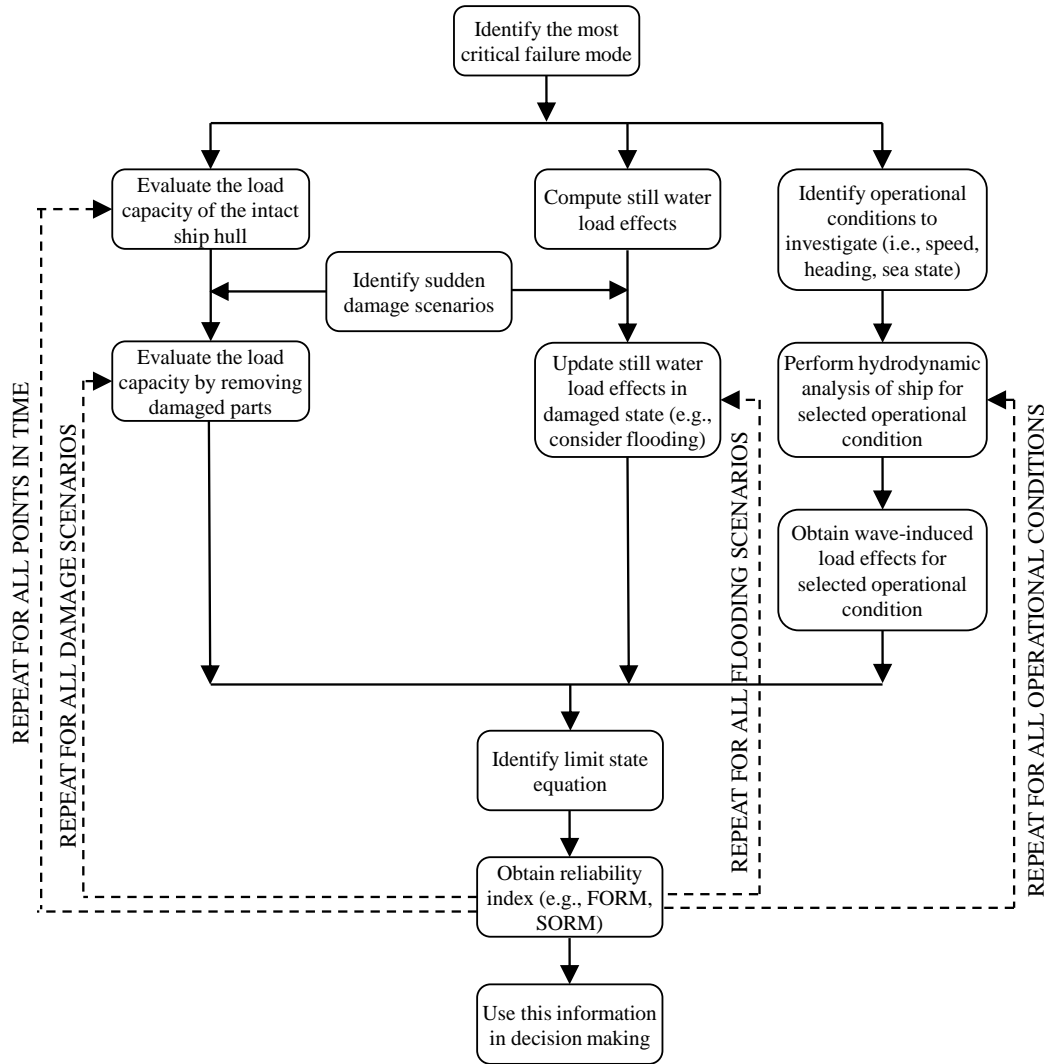 Identify the most
critical failure mode
Evaluate the load
capacity of the intact
ship hull
Compute still water
load effects
Identify operational
conditions to
investigate (i.e., speed,
heading, sea state)
Identify sudden
damage scenarios
Evaluate the load
capacity by removing
damaged parts
Update still water
load effects in
damaged state (e.g.,
consider flooding)
Perform hydrodynamic
analysis of ship for
selected operational
condition
Obtain wave-induced
load effects for
selected operational
condition
REPEAT FOR ALL POINTS IN TIME
REPEAT FOR ALL DAMAGE SCENARIOS
REPEAT FOR ALL FLOODING SCENARIOS
REPEAT FOR ALL OPERATIONAL CONDITIONS
Identify limit state
equation
Obtain reliability
index (e.g., FORM,
SORM)
Use this information
in decision making